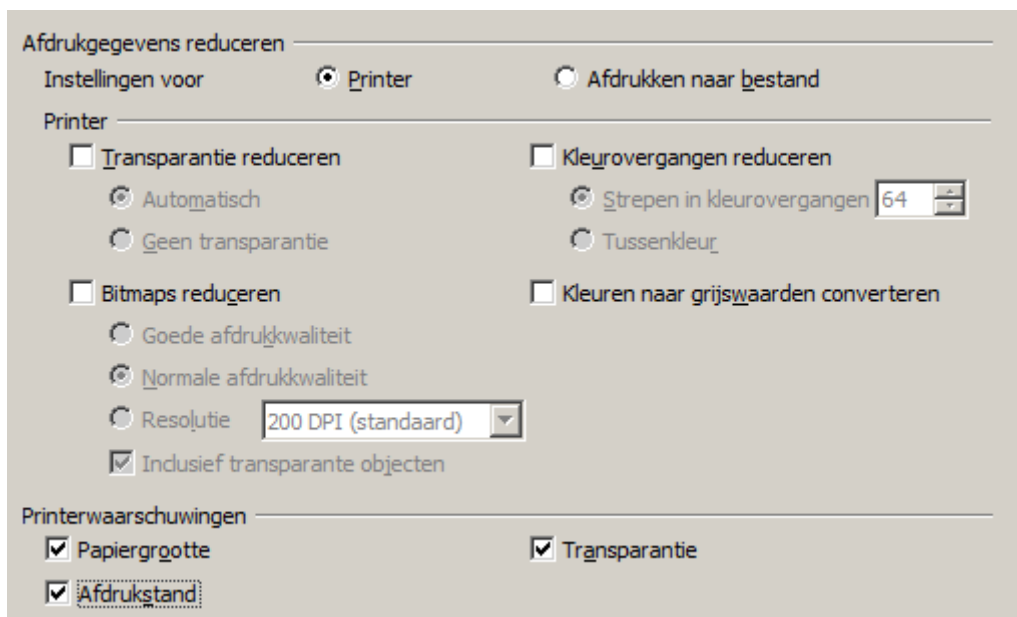 Afdrukgegevens reduceren
Instellingen voor Printer Afdrukken naar bestand
Printer
Transparantie reduceren Kleurovergangen reduceren
Automatisch Strepen in kleurovergangen 64
Geen transparantie Tussenkleur
Bitmaps reduceren Kleuren naar grijswaarden converteren
Goede afdrukkwaliteit
Normale afdrukkwaliteit
Resolutie 200 DPI (standaard)
Inclusief transparante objecten
Printerwaarschuwingen
Papiergrootte Transparantie
Afdrukstand